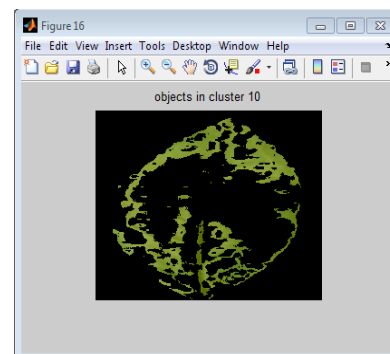 Figure 16
File Edit View Insert Tools Desktop Window Help
objects in cluster 10